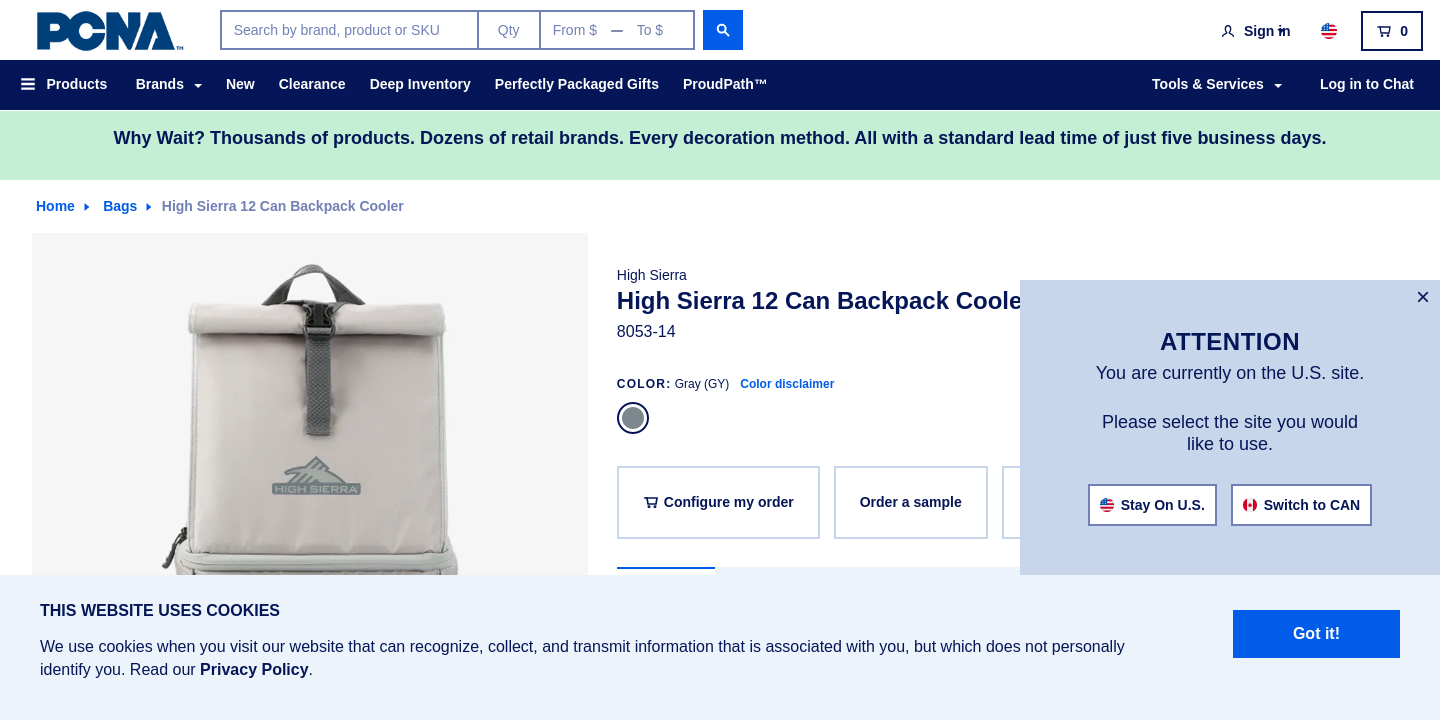 PCNA™
Search by brand, product or SKU
Qty
From $ — To $
Sign in
0
Products
Brands
New
Clearance
Deep Inventory
Perfectly Packaged Gifts
ProudPath™
Tools & Services
Log in to Chat
Why Wait? Thousands of products. Dozens of retail brands. Every decoration method. All with a standard lead time of just five business days.
Home
Bags
High Sierra 12 Can Backpack Cooler
HIGH SIERRA
High Sierra
High Sierra 12 Can Backpack Coole
8053-14
COLOR: Gray (GY) Color disclaimer
Configure my order
Order a sample
×
ATTENTION
You are currently on the U.S. site.
Please select the site you would
like to use.
Stay On U.S.
Switch to CAN
THIS WEBSITE USES COOKIES
We use cookies when you visit our website that can recognize, collect, and transmit information that is associated with you, but which does not personally
identify you. Read our Privacy Policy.
Got it!